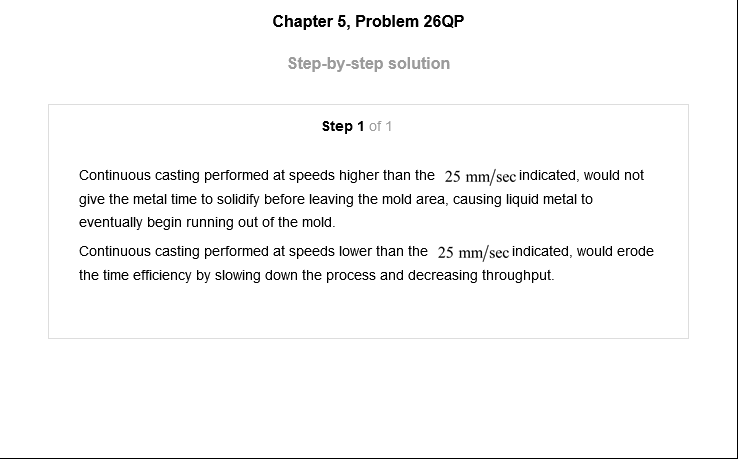 Chapter 5, Problem 26QP
Step-by-step solution
Step 1 of 1
Continuous casting performed at speeds higher than the 25 mm/sec indicated, would not
give the metal time to solidify before leaving the mold area, causing liquid metal to
eventually begin running out of the mold.
Continuous casting performed at speeds lower than the 25 mm/sec indicated, would erode
the time efficiency by slowing down the process and decreasing throughput.